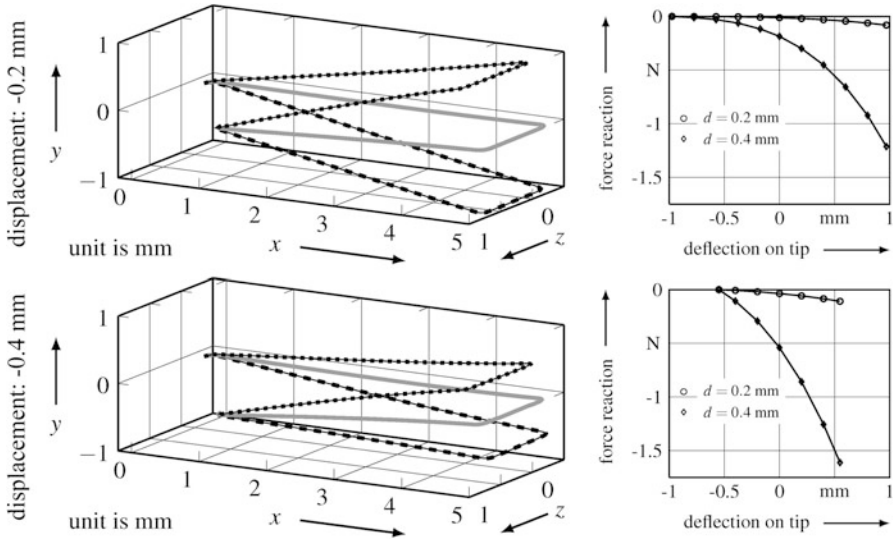 displacement: -0.2 mm
1
0
−1
y
0
1
2
3
4
5
1
0
unit is mm
x
z
force reaction
0
N
-1
-1.5
d = 0.2 mm
d = 0.4 mm
-1
-0.5
0
mm
1
deflection on tip
displacement: -0.4 mm
1
0
−1
y
0
1
2
3
4
5
1
0
unit is mm
x
z
force reaction
0
N
-1
-1.5
d = 0.2 mm
d = 0.4 mm
-1
-0.5
0
mm
1
deflection on tip